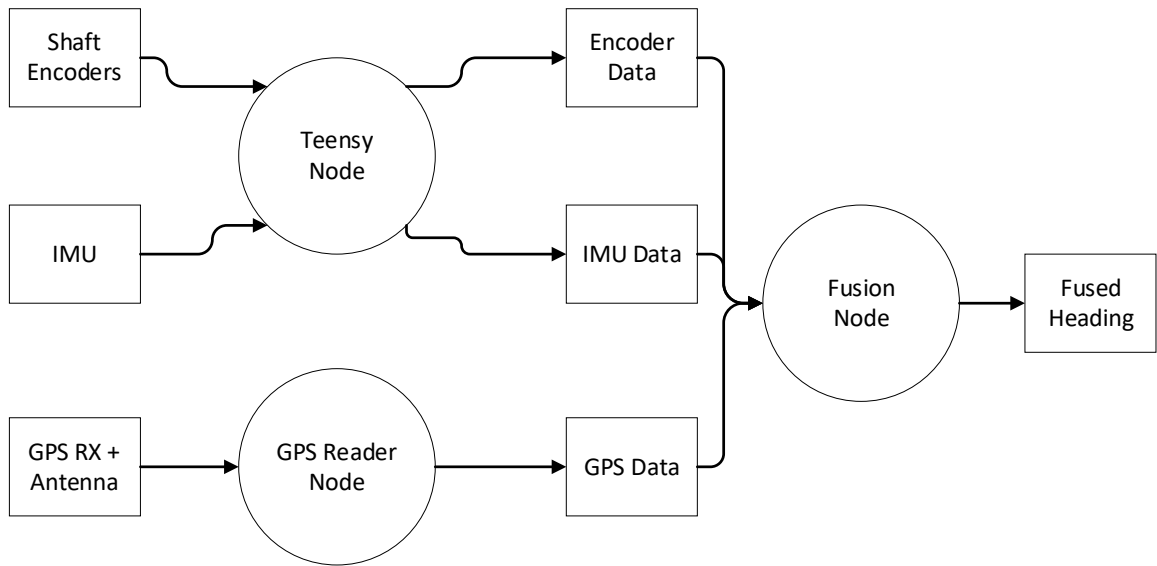 Shaft
Encoders
Teensy
Node
Encoder
Data
IMU
IMU Data
Fusion
Node
Fused
Heading
GPS RX +
Antenna
GPS Reader
Node
GPS Data